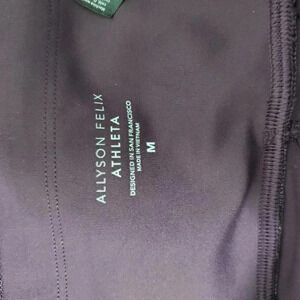 ALLYSON FELIX
ATHLETA
DESIGNED IN SAN FRANCISCO
MADE IN VIETNAM
M